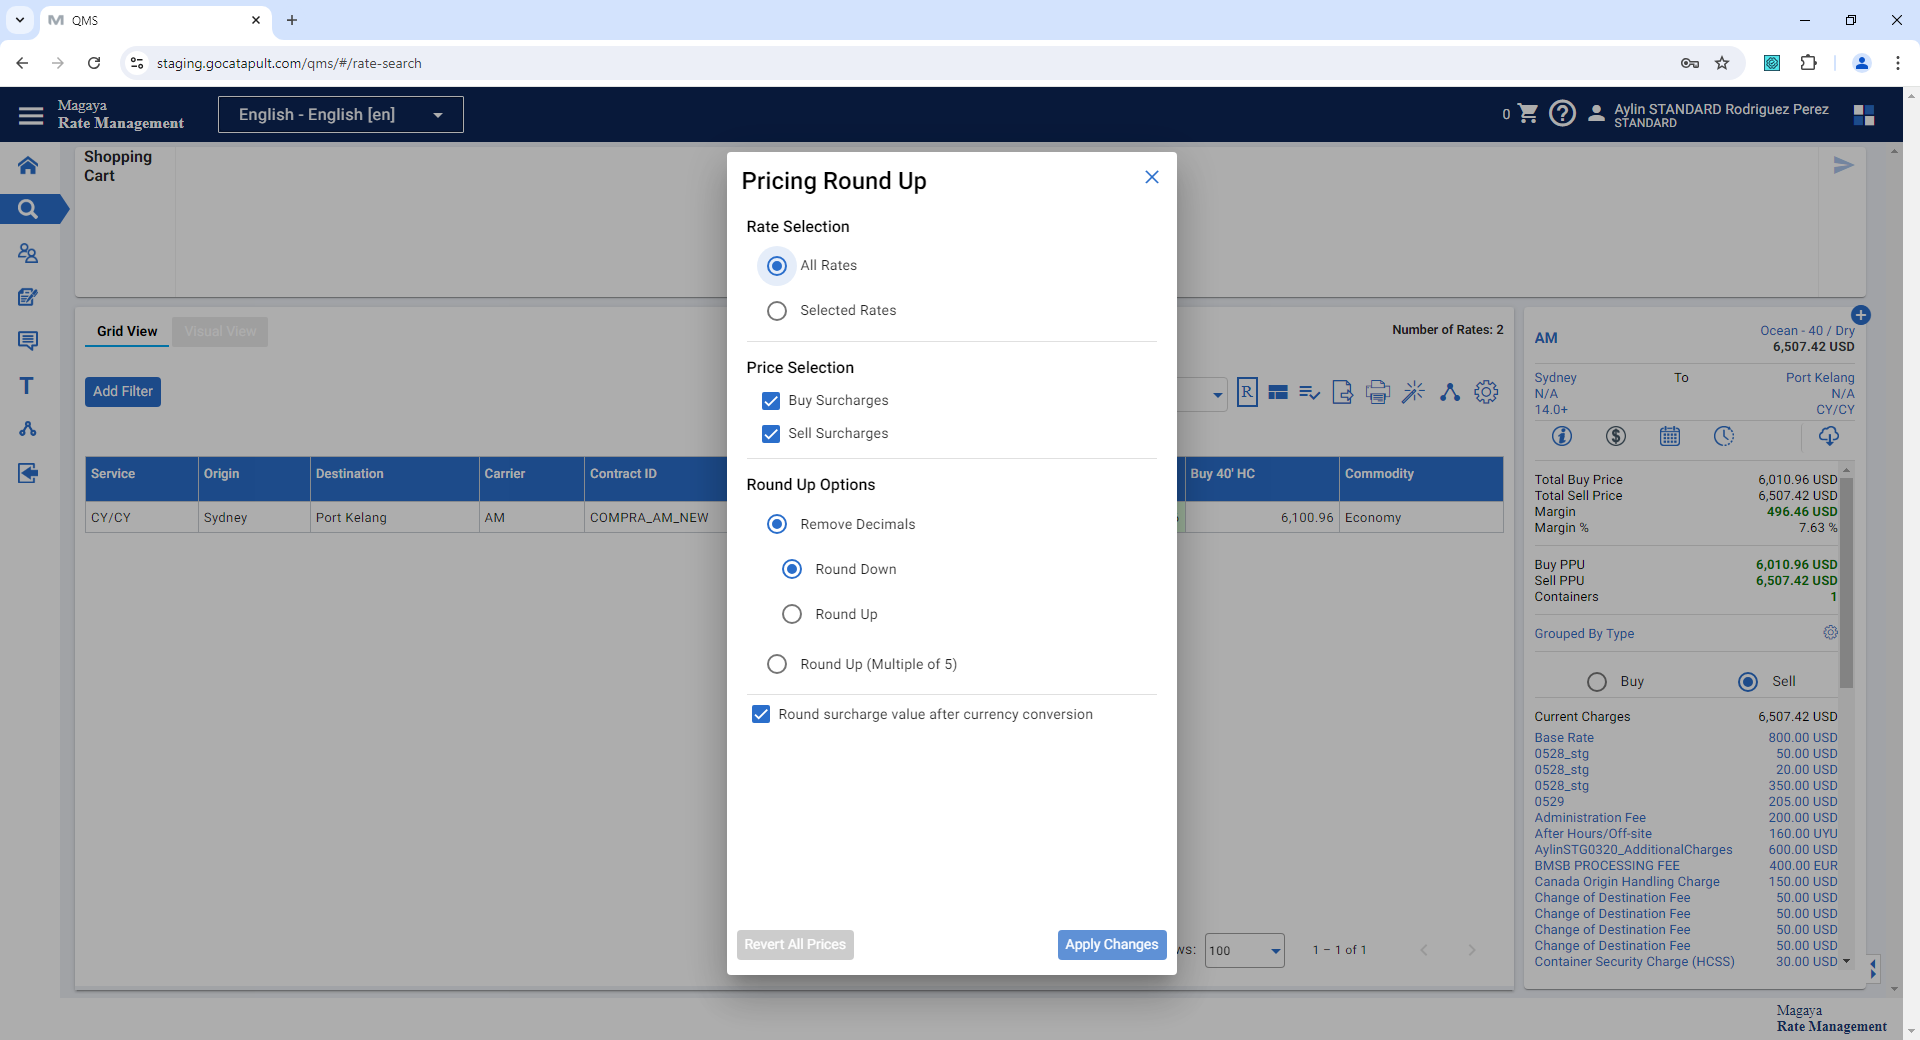 QMS
staging.gocatapult.com/qms/#/rate-search
Magaya
Rate Management
English - English [en]
0
Aylin STANDARD Rodriguez Perez
STANDARD
Shopping
Cart
Pricing Round Up
Rate Selection
All Rates
Selected Rates
Price Selection
Buy Surcharges
Sell Surcharges
Round Up Options
Remove Decimals
Round Down
Round Up
Round Up (Multiple of 5)
Round surcharge value after currency conversion
Revert All Prices
Apply Changes
Grid View
Visual View
Number of Rates: 2
Add Filter
R
T
Service Origin Destination Carrier Contract ID Buy 40' HC Commodity
CY/CY Sydney Port Kelang AM COMPRA_AM_NEW 6,100.96 Economy
100
1 – 1 of 1
AM
Ocean - 40 / Dry
6,507.42 USD
Sydney To Port Kelang
N/A N/A
14.0+ CY/CY
Total Buy Price 6,010.96 USD
Total Sell Price 6,507.42 USD
Margin 496.46 USD
Margin % 7.63 %
Buy PPU 6,010.96 USD
Sell PPU 6,507.42 USD
Containers 1
Grouped By Type
Buy Sell
Current Charges 6,507.42 USD
Base Rate 800.00 USD
0528_stg 50.00 USD
0528_stg 20.00 USD
0528_stg 350.00 USD
0529 205.00 USD
Administration Fee 200.00 USD
After Hours/Off-site 160.00 UYU
AylinSTG0320_AdditionalCharges 600.00 USD
BMSB PROCESSING FEE 400.00 EUR
Canada Origin Handling Charge 150.00 USD
Change of Destination Fee 50.00 USD
Change of Destination Fee 50.00 USD
Change of Destination Fee 50.00 USD
Change of Destination Fee 50.00 USD
Container Security Charge (HCSS) 30.00 USD
Magaya
Rate Management